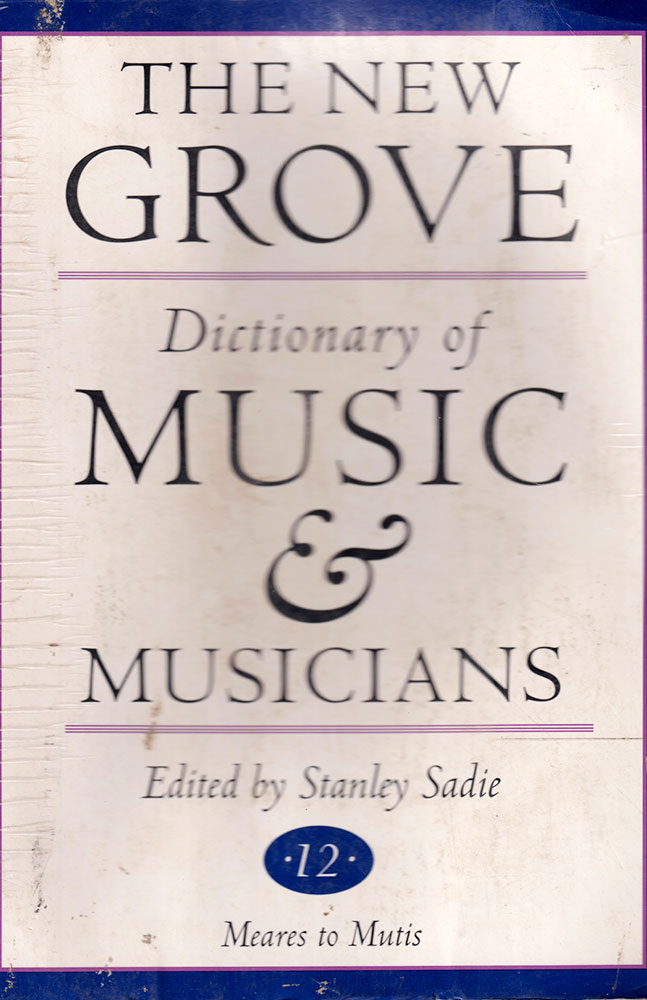 THE NEW
GROVE
Dictionary of
MUSIC
&
MUSICIANS
Edited by Stanley Sadie
·12·
Meares to Mutis